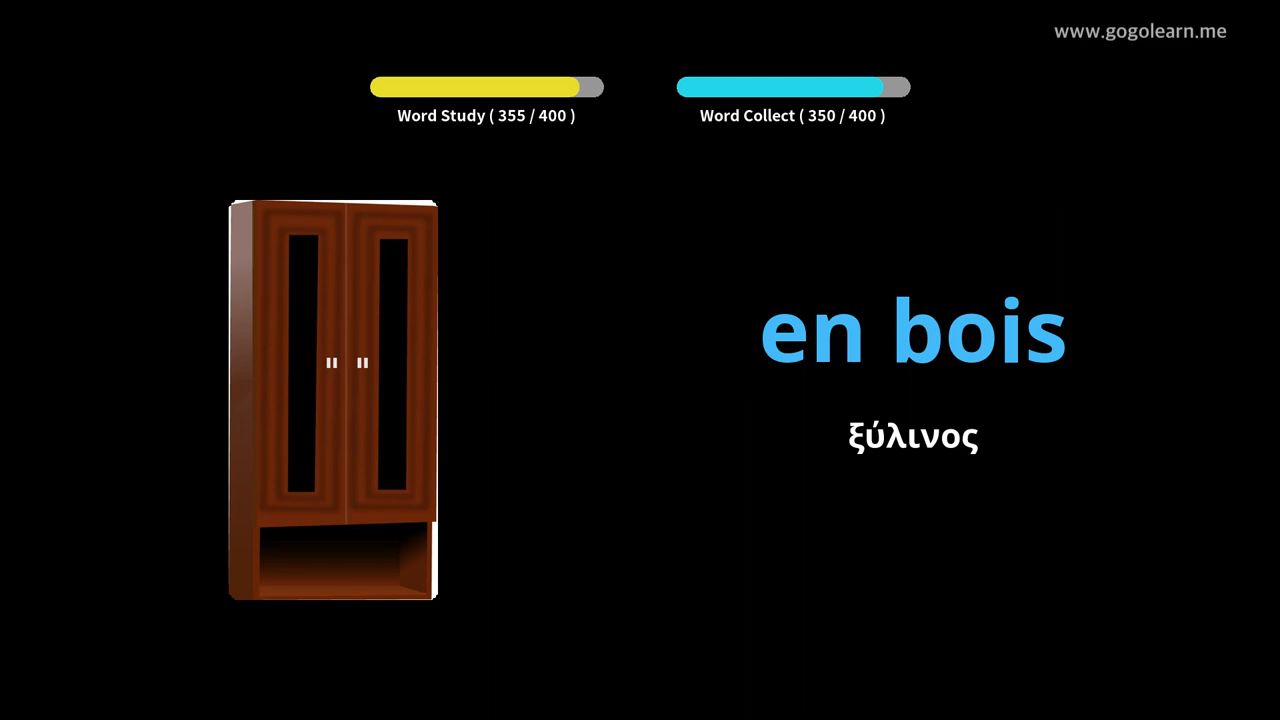 www.gogolearn.me
Word Study ( 355 / 400 )
Word Collect ( 350 / 400 )
en bois
ξύλινος